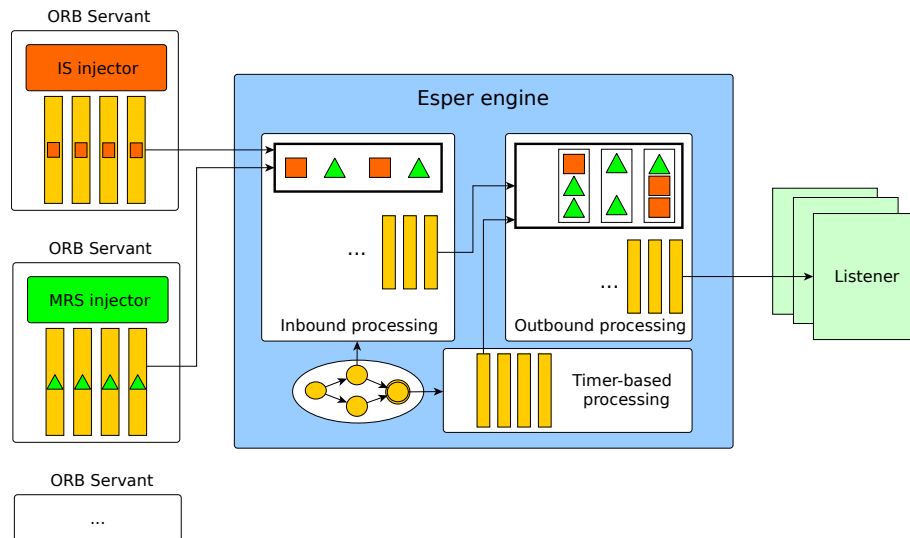 ORB Servant
IS injector
Esper engine
...
Inbound processing
...
Outbound processing
Listener
ORB Servant
MRS injector
Timer-based
processing
ORB Servant
...